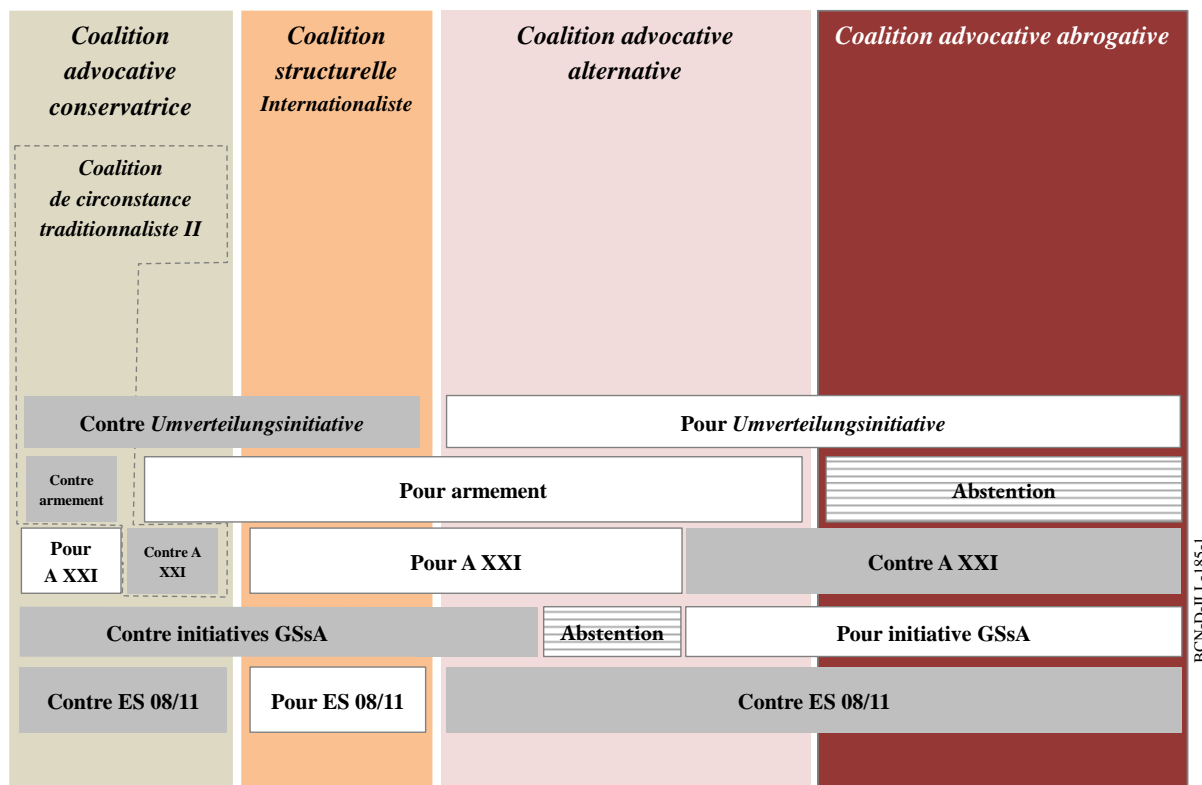 Coalition
advocative
conservatrice
Coalition
structurelle
Internationaliste
Coalition advocative
alternative
Coalition advocative abrogative
Coalition
de circonstance
traditionnaliste II
Contre Umverteilungsinitiative
Pour Umverteilungsinitiative
Contre
armement
Pour armement
Abstention
Pour
A XXI
Contre A
XXI
Pour A XXI
Contre A XXI
Contre initiatives GSsA
Abstention
Pour initiative GSsA
Contre ES 08/11
Pour ES 08/11
Contre ES 08/11